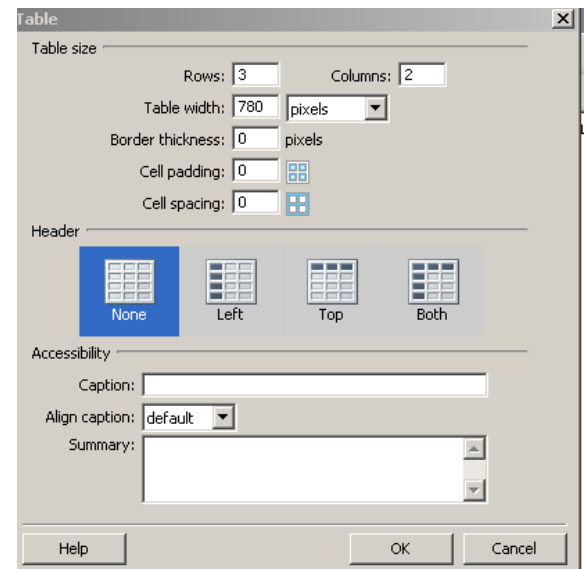 Table
Table size
Rows: 3 Columns: 2
Table width: 780 pixels
Border thickness: 0 pixels
Cell padding: 0
Cell spacing: 0
Header
None Left Top Both
Accessibility
Caption:
Align caption: default
Summary:
Help OK Cancel